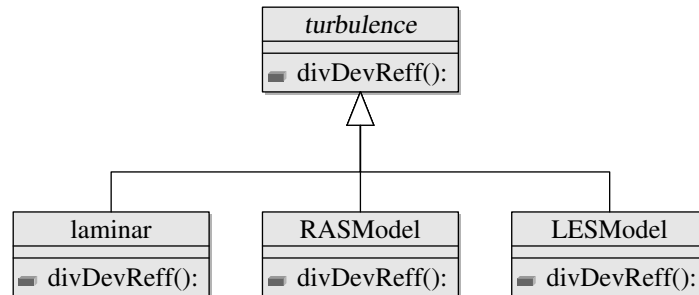 turbulence
divDevReff():
laminar
RASModel
LESModel
divDevReff():
divDevReff():
divDevReff():